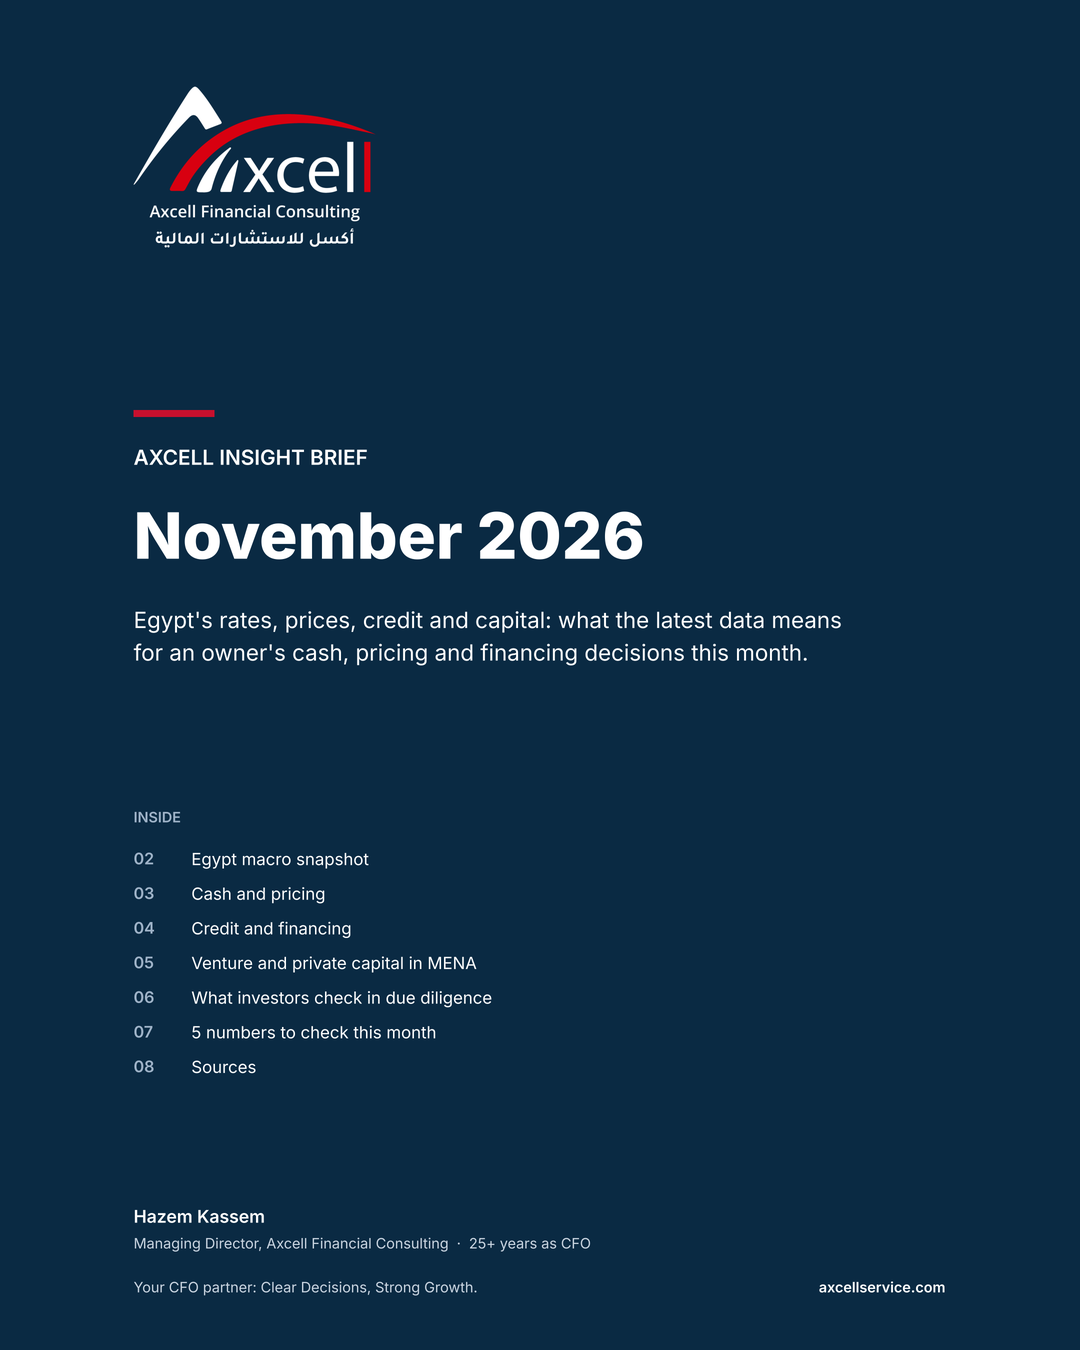 Axcell
Axcell Financial Consulting
أكسل للاستشارات المالية
AXCELL INSIGHT BRIEF
November 2026
Egypt's rates, prices, credit and capital: what the latest data means
for an owner's cash, pricing and financing decisions this month.
INSIDE
02 Egypt macro snapshot
03 Cash and pricing
04 Credit and financing
05 Venture and private capital in MENA
06 What investors check in due diligence
07 5 numbers to check this month
08 Sources
Hazem Kassem
Managing Director, Axcell Financial Consulting · 25+ years as CFO
Your CFO partner: Clear Decisions, Strong Growth.
axcellservice.com